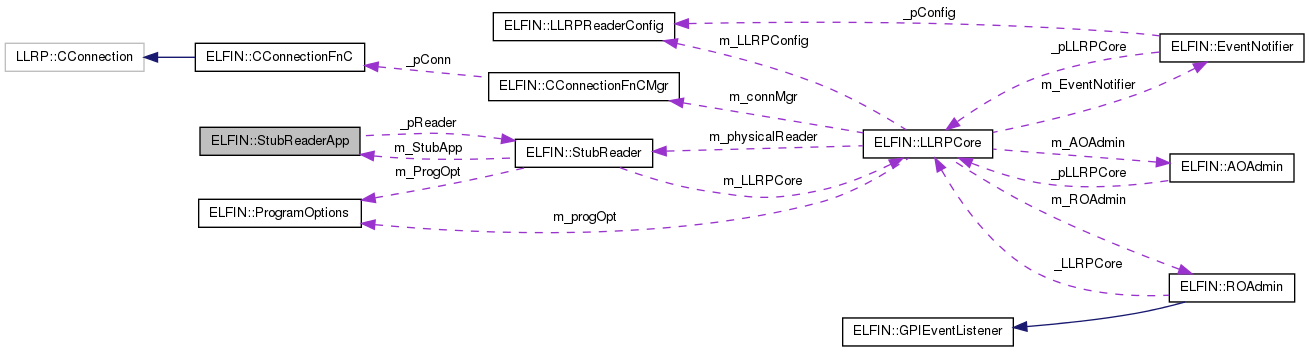 ELFIN::LLRPReaderConfig
_pConfig
m_LLRPConfig
_pLLRPCore
ELFIN::EventNotifier
LLRP::CConnection
ELFIN::CConnectionFnC
_pConn
ELFIN::CConnectionFnCMgr
m_connMgr
m_EventNotifier
ELFIN::StubReaderApp
_pReader
m_StubApp
m_ProgOpt
ELFIN::StubReader
m_physicalReader
ELFIN::LLRPCore
m_AOAdmin
_pLLRPCore
ELFIN::AOAdmin
m_LLRPCore
m_ROAdmin
ELFIN::ProgramOptions
m_progOpt
_LLRPCore
ELFIN::ROAdmin
ELFIN::GPIEventListener